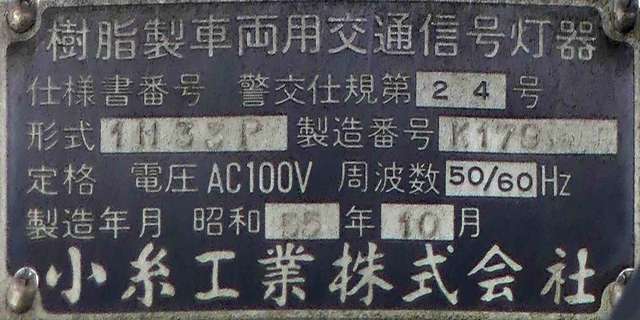 樹脂製車両用交通信号灯器
仕様書番号 警交仕規第 24 号
形式 1H33P 製造番号
定格 電圧 AC100V 周波数 50/60 Hz
製造年月 昭和 55 年 10 月
小糸工業株式会社